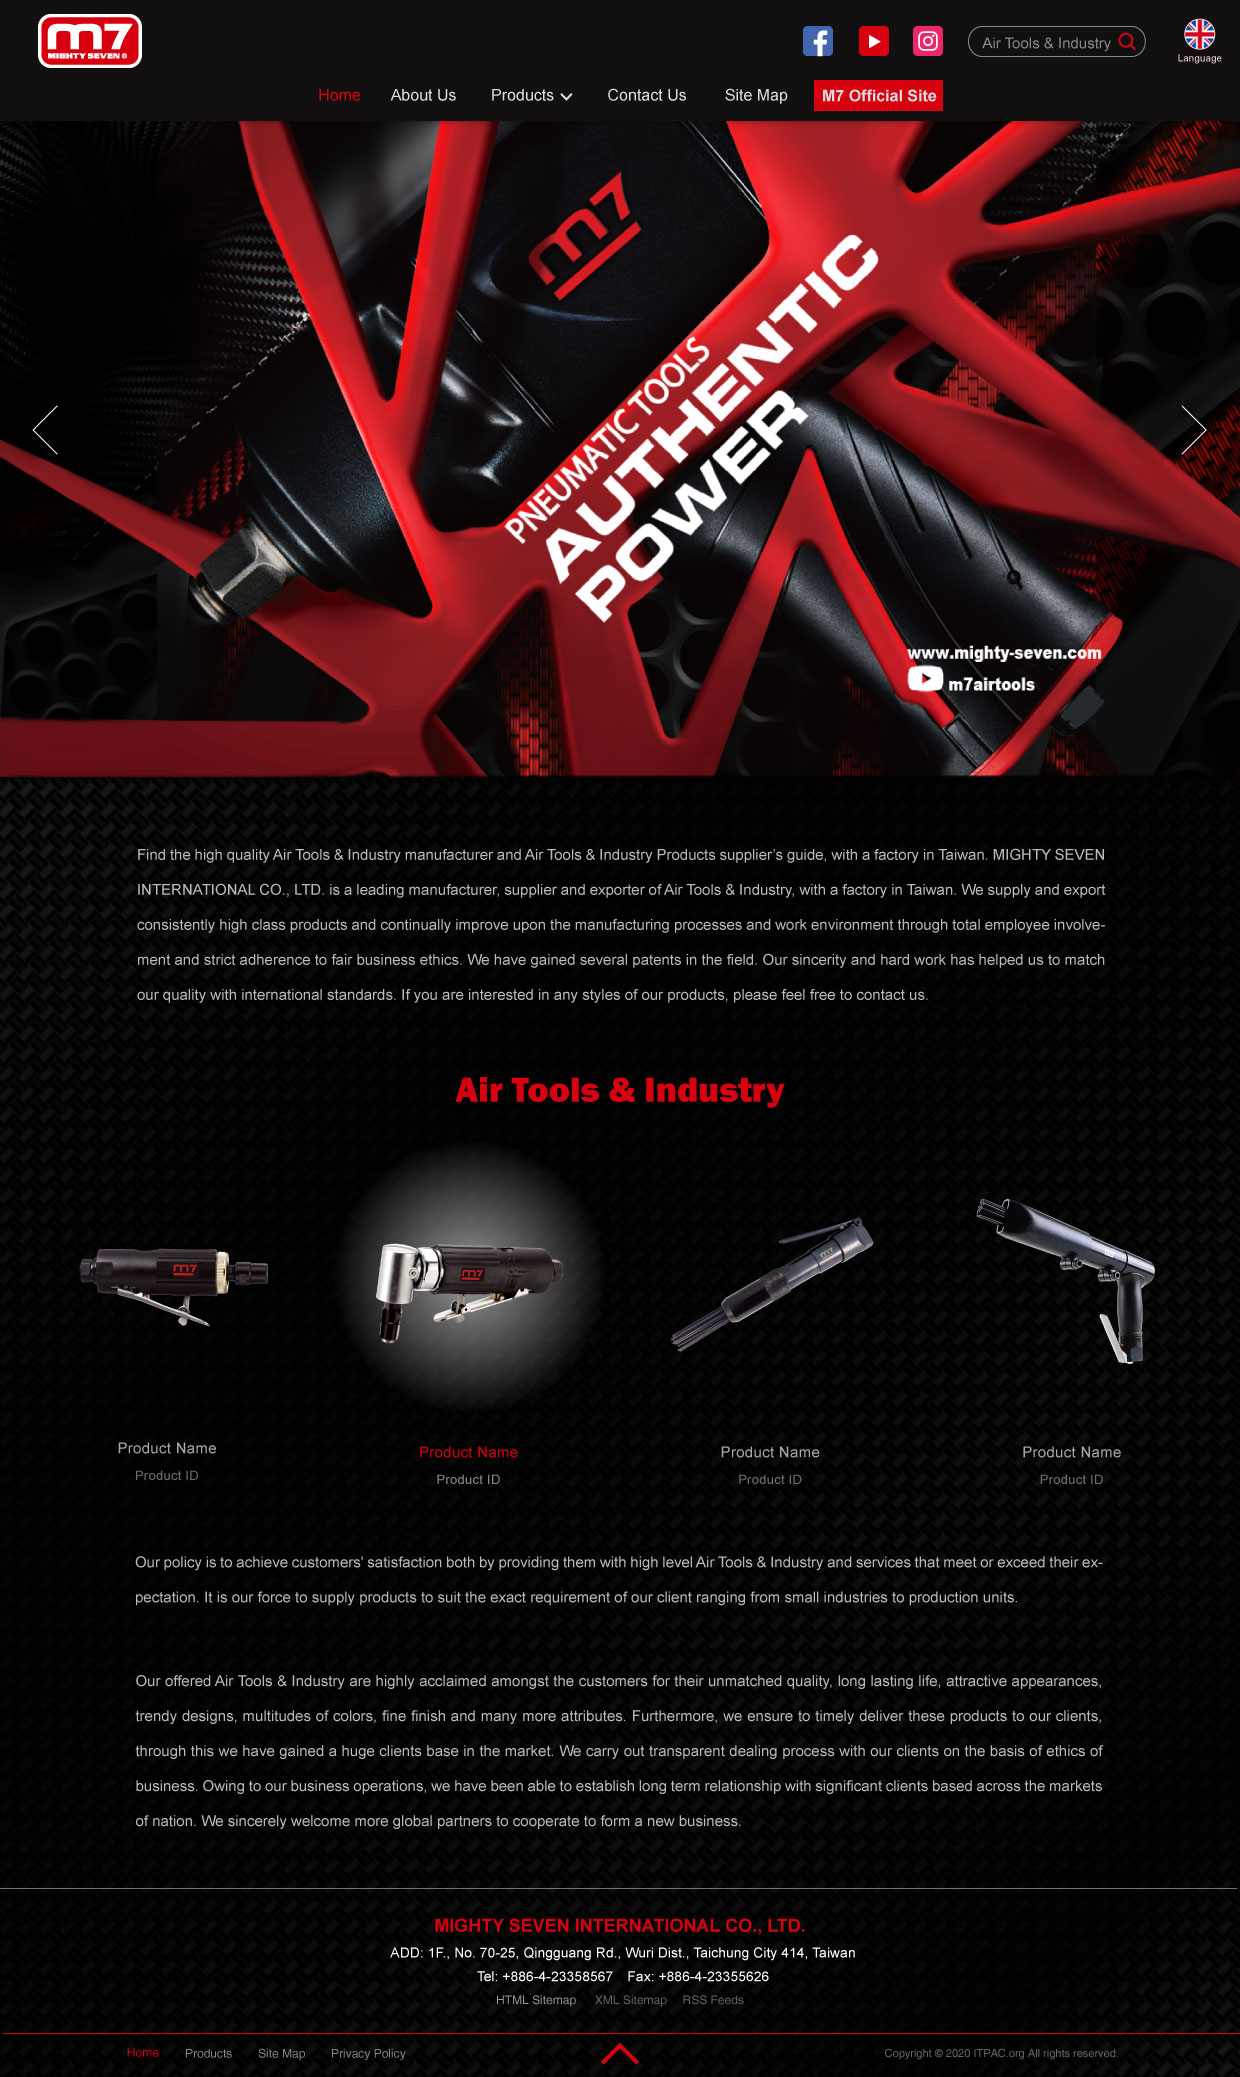 m7
MIGHTY SEVEN ®
Air Tools & Industry
Language
Home About Us Products Contact Us Site Map M7 Official Site
m7
PNEUMATIC TOOLS
AUTHENTIC
POWER
www.mighty-seven.com
m7airtools
Find the high quality Air Tools & Industry manufacturer and Air Tools & Industry Products supplier's guide, with a factory in Taiwan. MIGHTY SEVEN
INTERNATIONAL CO., LTD. is a leading manufacturer, supplier and exporter of Air Tools & Industry, with a factory in Taiwan. We supply and export
consistently high class products and continually improve upon the manufacturing processes and work environment through total employee involve-
ment and strict adherence to fair business ethics. We have gained several patents in the field. Our sincerity and hard work has helped us to match
our quality with international standards. If you are interested in any styles of our products, please feel free to contact us.
Air Tools & Industry
m7
m7
m7
Product Name
Product ID
Product Name
Product ID
Product Name
Product ID
Product Name
Product ID
Our policy is to achieve customers' satisfaction both by providing them with high level Air Tools & Industry and services that meet or exceed their ex-
pectation. It is our force to supply products to suit the exact requirement of our client ranging from small industries to production units.
Our offered Air Tools & Industry are highly acclaimed amongst the customers for their unmatched quality, long lasting life, attractive appearances,
trendy designs, multitudes of colors, fine finish and many more attributes. Furthermore, we ensure to timely deliver these products to our clients,
through this we have gained a huge clients base in the market. We carry out transparent dealing process with our clients on the basis of ethics of
business. Owing to our business operations, we have been able to establish long term relationship with significant clients based across the markets
of nation. We sincerely welcome more global partners to cooperate to form a new business.
MIGHTY SEVEN INTERNATIONAL CO., LTD.
ADD: 1F., No. 70-25, Qingguang Rd., Wuri Dist., Taichung City 414, Taiwan
Tel: +886-4-23358567 Fax: +886-4-23355626
HTML Sitemap XML Sitemap RSS Feeds
Home Products Site Map Privacy Policy Copyright © 2020 ITPAC.org All rights reserved.